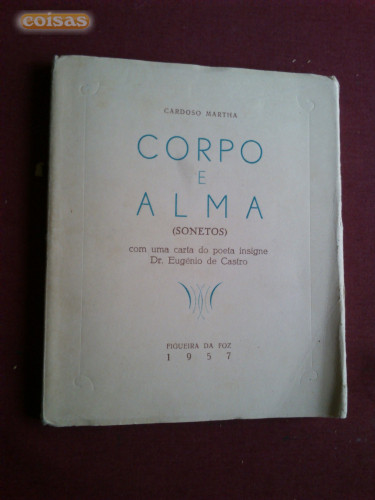 coisas
CARDOSO MARTHA
CORPO
E
ALMA
(SONETOS)
com uma carta do poeta insigne
Dr. Eugénio de Castro
FIGUEIRA DA FOZ
1957